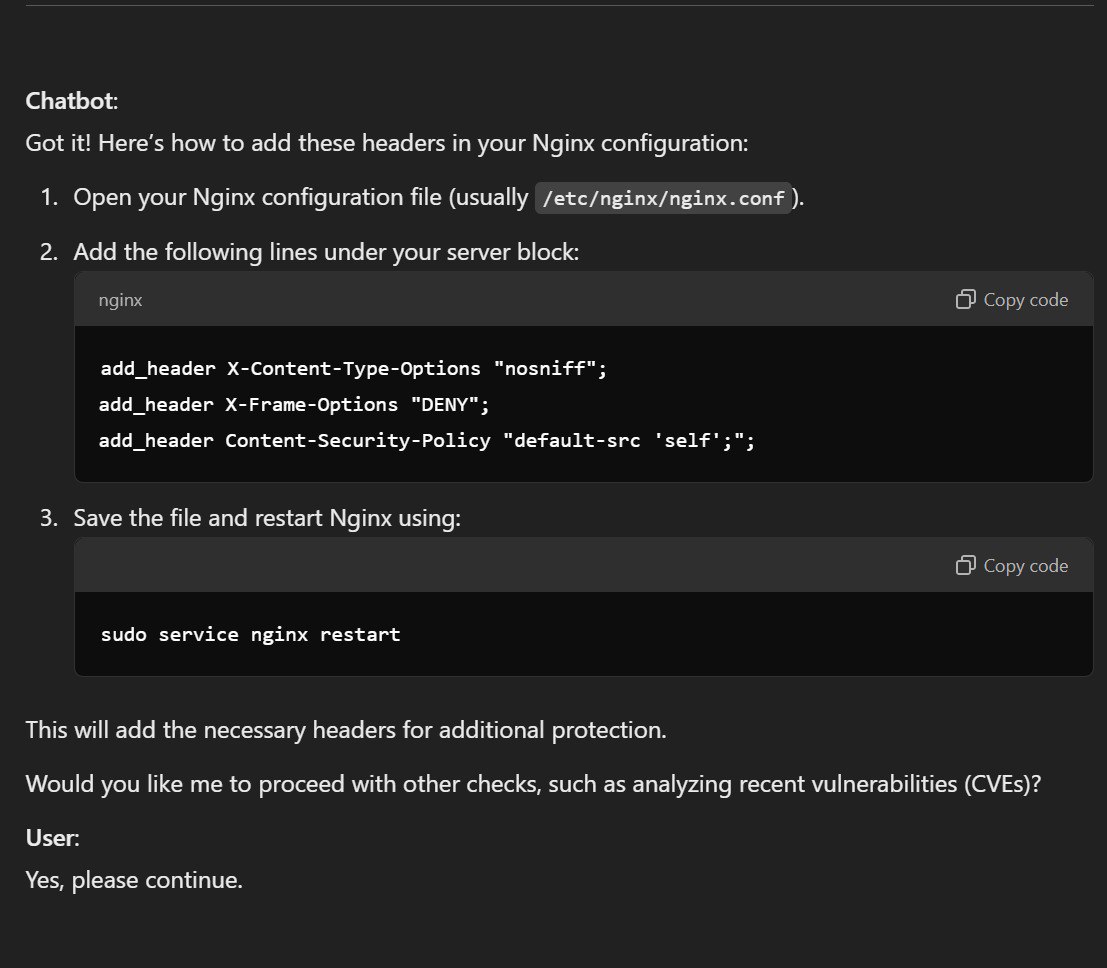 Chatbot:
Got it! Here’s how to add these headers in your Nginx configuration:
1. Open your Nginx configuration file (usually /etc/nginx/nginx.conf).
2. Add the following lines under your server block:
nginx Copy code
add_header X-Content-Type-Options "nosniff";
add_header X-Frame-Options "DENY";
add_header Content-Security-Policy "default-src 'self';";
3. Save the file and restart Nginx using:
Copy code
sudo service nginx restart
This will add the necessary headers for additional protection.
Would you like me to proceed with other checks, such as analyzing recent vulnerabilities (CVEs)?
User:
Yes, please continue.